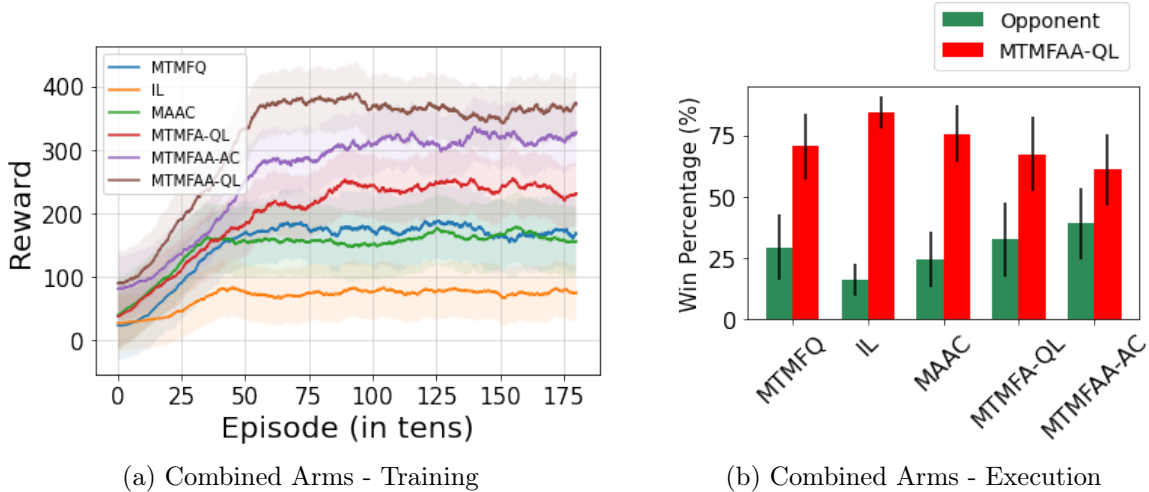 MTMFQ
IL
MAAC
MTMFA-QL
MTMFAA-AC
MTMFAA-QL
400
300
200
100
0
Reward
0 25 50 75 100 125 150 175
Episode (in tens)
(a) Combined Arms - Training
Opponent
MTMFAA-QL
75
50
25
0
Win Percentage (%)
MTMFQ
IL
MAAC
MTMFA-QL
MTMFAA-AC
(b) Combined Arms - Execution